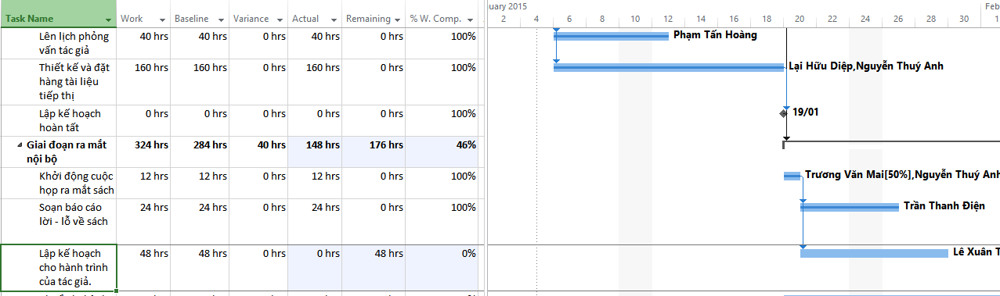 uary 2015
Feb
Task Name Work Baseline Variance Actual Remaining % W. Comp.
2 4 6 8 10 12 14 16 18 20 22 24 26 28 30 1
Lên lịch phỏng 40 hrs 40 hrs 0 hrs 40 hrs 0 hrs 100% Phạm Tấn Hoàng
vấn tác giả
Thiết kế và đặt 160 hrs 160 hrs 0 hrs 160 hrs 0 hrs 100% Lại Hữu Diệp,Nguyễn Thuý Anh
hàng tài liệu
tiếp thị
Lập kế hoạch 0 hrs 0 hrs 0 hrs 0 hrs 0 hrs 100% 19/01
hoàn tất
Giai đoạn ra mắt 324 hrs 284 hrs 40 hrs 148 hrs 176 hrs 46%
nội bộ
Khởi động cuộc 12 hrs 12 hrs 0 hrs 12 hrs 0 hrs 100% Trương Văn Mai[50%],Nguyễn Thuý Anh
họp ra mắt sách
Soạn báo cáo 24 hrs 24 hrs 0 hrs 24 hrs 0 hrs 100% Trần Thanh Điện
lời - lỗ về sách
Lập kế hoạch 48 hrs 48 hrs 0 hrs 0 hrs 48 hrs 0% Lê Xuân T
cho hành trình
của tác giả.